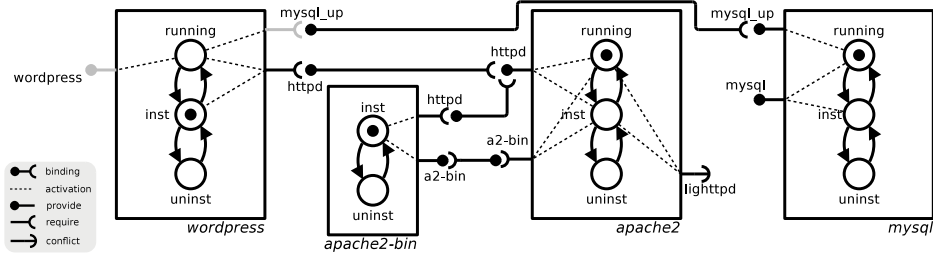 mysql_up
mysql_up
running
running
running
httpd
wordpress
httpd
mysql
inst
httpd
inst
inst
inst
a2-bin
a2-bin
binding
activation
lighttpd
provide
uninst
uninst
uninst
uninst
require
wordpress
apache2
mysql
conflict
apache2-bin